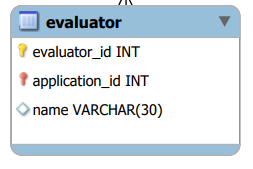 evaluator
evaluator_id INT
application_id INT
name VARCHAR(30)